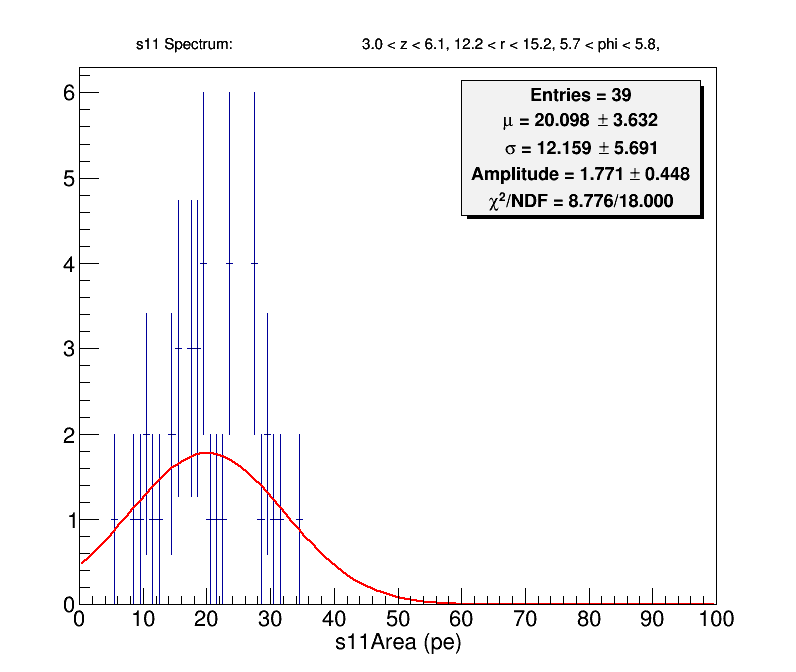 s11 Spectrum: 3.0 < z < 6.1, 12.2 < r < 15.2, 5.7 < phi < 5.8,
Entries = 39
μ = 20.098 ± 3.632
σ = 12.159 ± 5.691
Amplitude = 1.771 ± 0.448
χ²/NDF = 8.776/18.000
6
5
4
3
2
1
0
0 10 20 30 40 50 60 70 80 90 100
s11Area (pe)